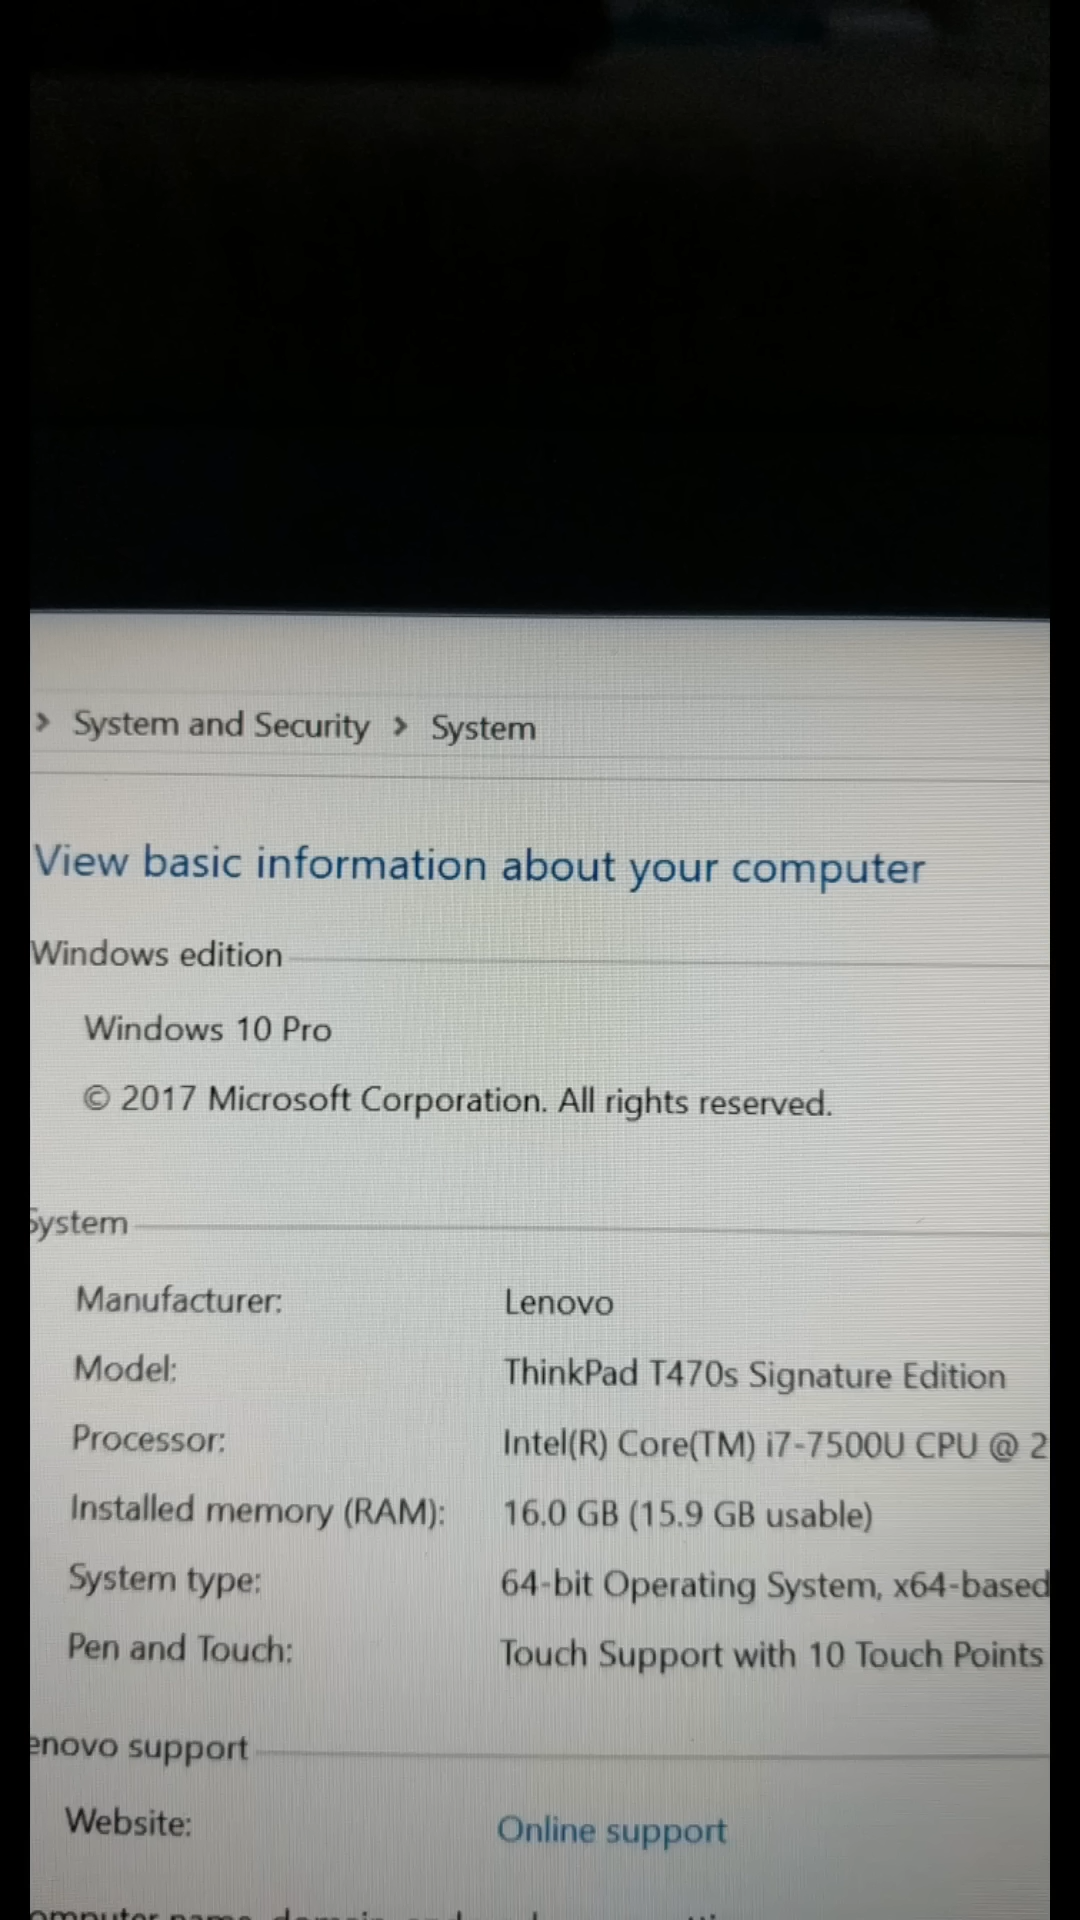 > System and Security > System
View basic information about your computer
Windows edition
Windows 10 Pro
© 2017 Microsoft Corporation. All rights reserved.
System
Manufacturer: Lenovo
Model: ThinkPad T470s Signature Edition
Processor: Intel(R) Core(TM) i7-7500U CPU @ 2
Installed memory (RAM): 16.0 GB (15.9 GB usable)
System type: 64-bit Operating System, x64-based
Pen and Touch: Touch Support with 10 Touch Points
enovo support
Website: Online support